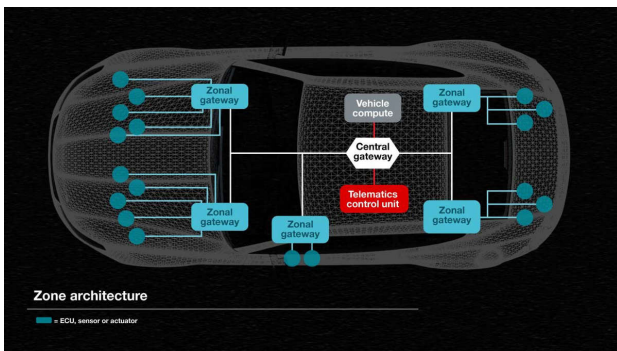 Zonal
gateway
Vehicle
compute
Zonal
gateway
Central
gateway
Telematics
control unit
Zonal
gateway
Zonal
gateway
Zonal
gateway
Zone architecture
= ECU, sensor or actuator